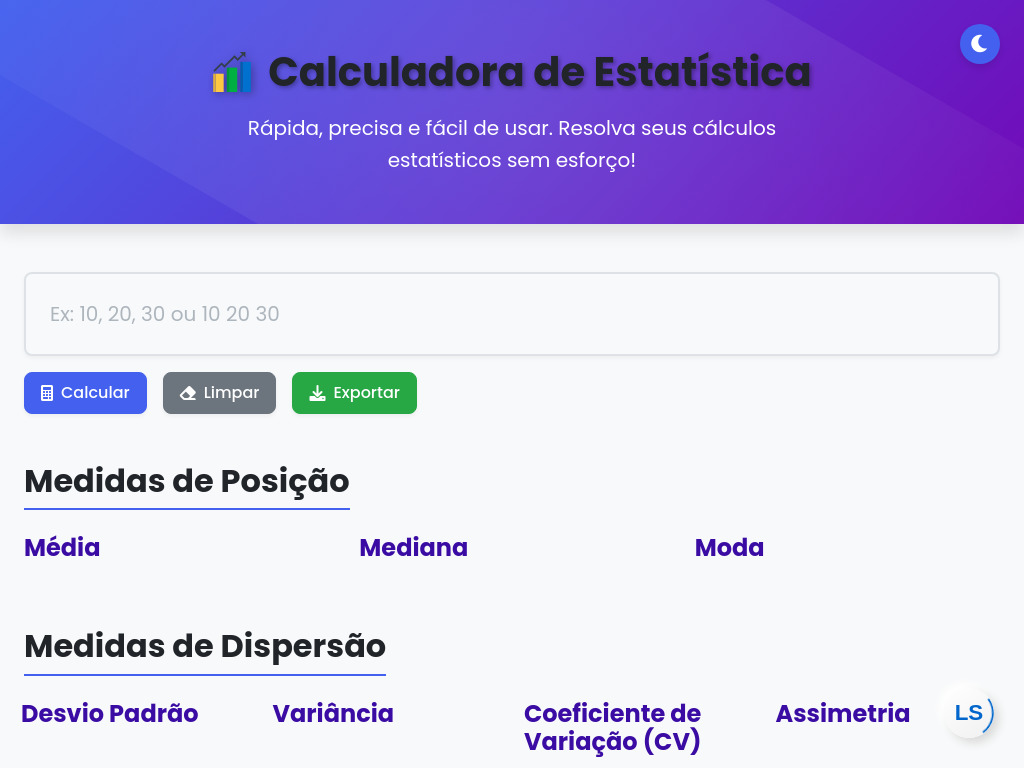 Calculadora de Estatística
Rápida, precisa e fácil de usar. Resolva seus cálculos
estatísticos sem esforço!
Ex: 10, 20, 30 ou 10 20 30
Calcular
Limpar
Exportar
Medidas de Posição
Média
Mediana
Moda
Medidas de Dispersão
Desvio Padrão
Variância
Coeficiente de
Variação (CV)
Assimetria
LS